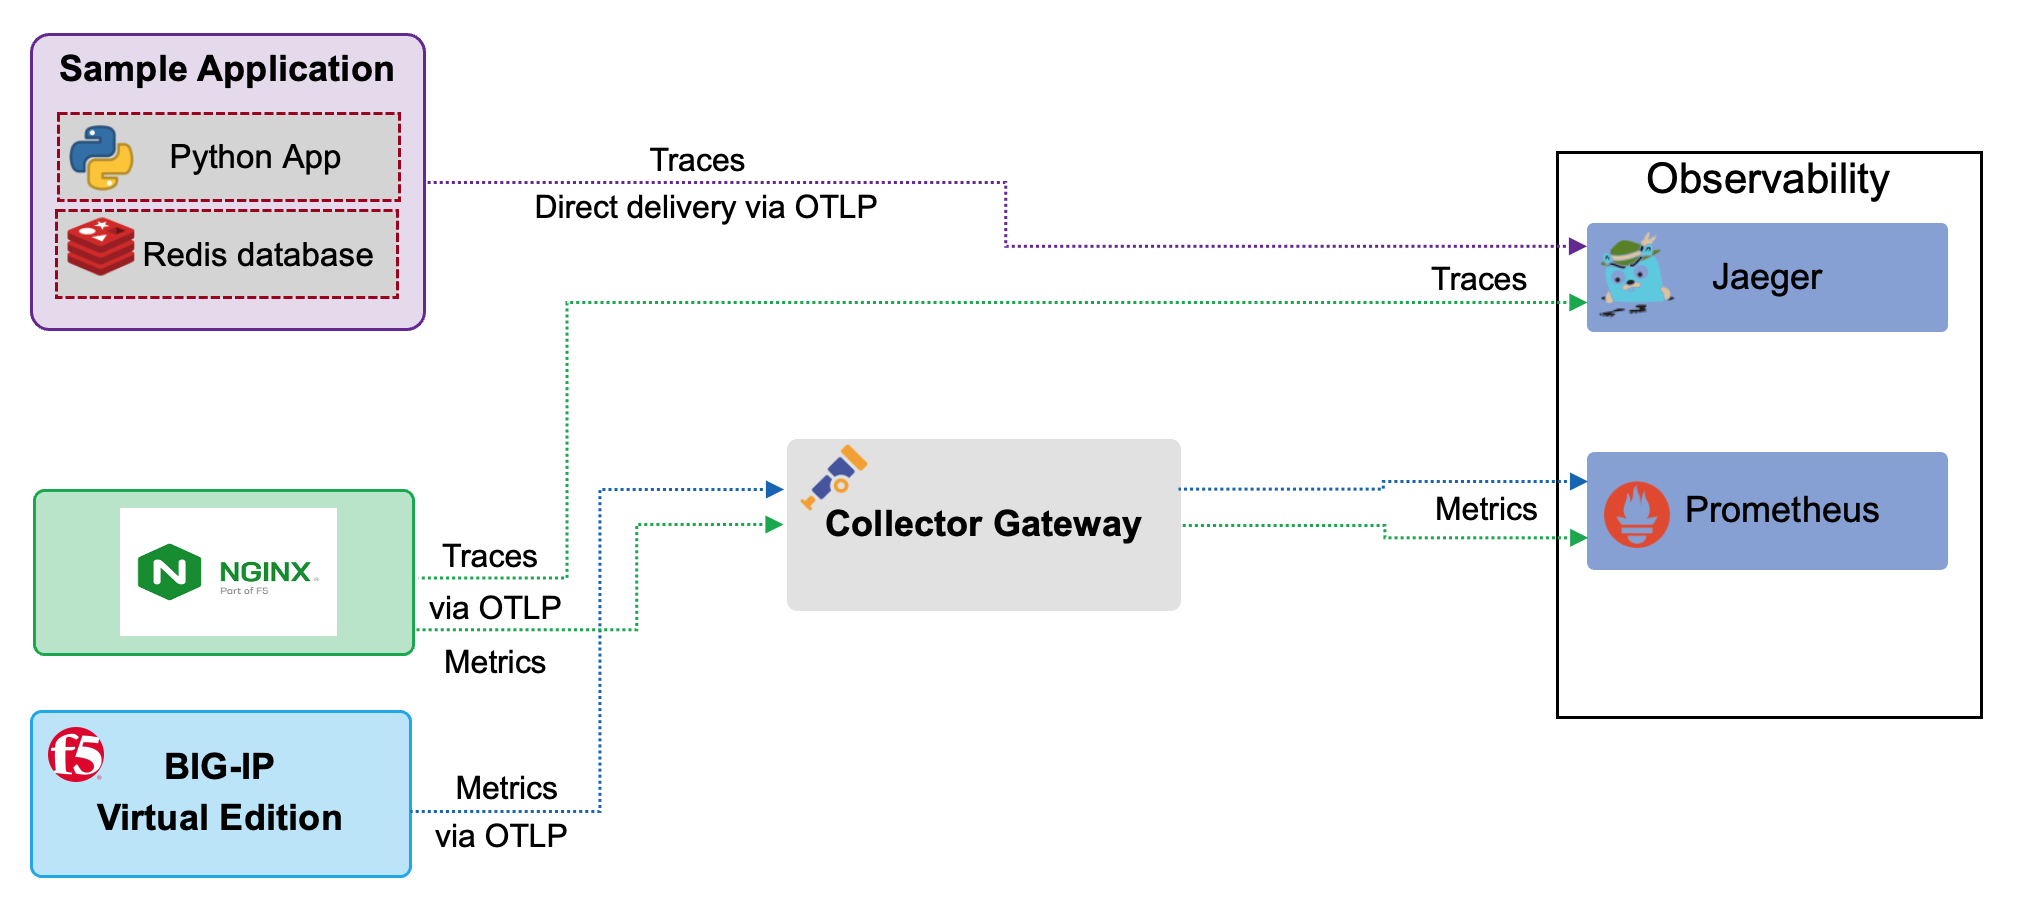 Sample Application
Python App
Redis database
Traces
Direct delivery via OTLP
Observability
Jaeger
Traces
Collector Gateway
Metrics
Prometheus
NGINX
Part of F5
Traces
via OTLP
Metrics
f5
BIG-IP
Virtual Edition
Metrics
via OTLP